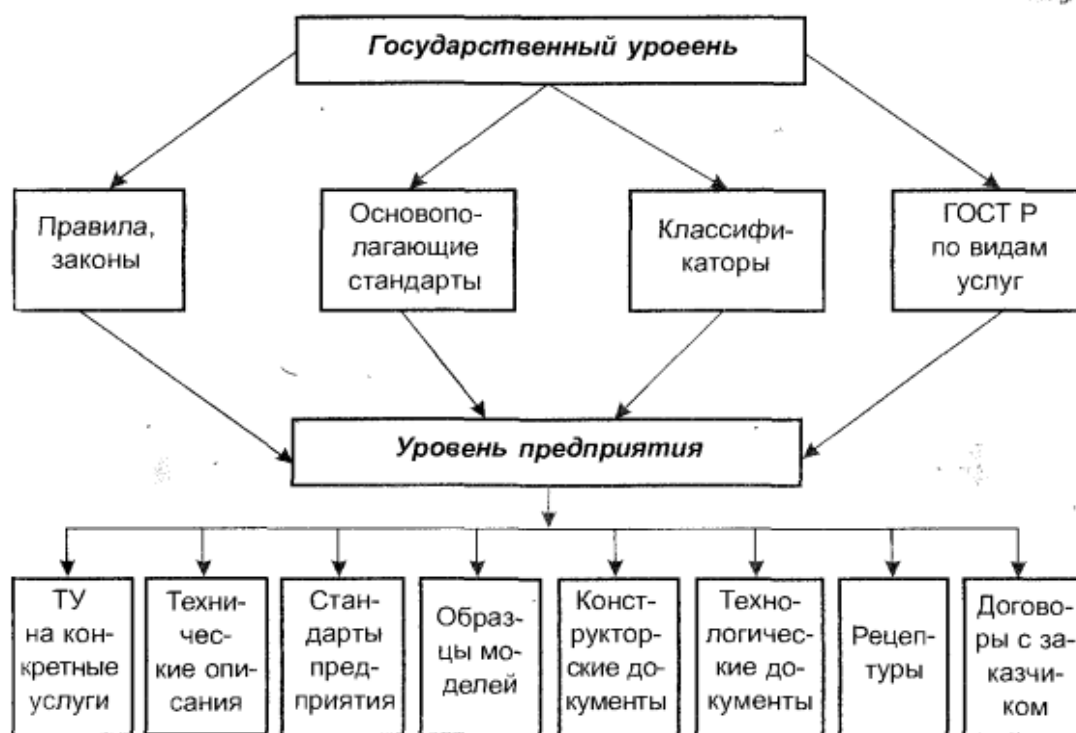 Государственный уровень
Правила,
законы
Основопо-
лагающие
стандарты
Классифи-
каторы
ГОСТ Р
по видам
услуг
Уровень предприятия
ТУ
на кон-
кретные
услуги
Техни-
чес-
кие опи-
сания
Стан-
дарты
пред-
приятия
Образ-
цы мо-
делей
Конст-
руктор-
ские до-
кументы
Техно-
логичес-
кие до-
кументы
Рецеп-
туры
Догово-
ры с за-
казчи-
ком